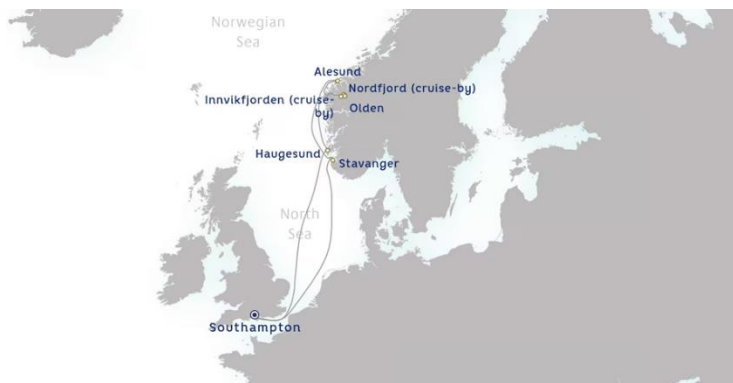 Norwegian
Sea
Alesund
Nordfjord (cruise-by)
Innvikfjorden (cruise-
by)
Olden
Haugesund
Stavanger
North
Sea
Southampton